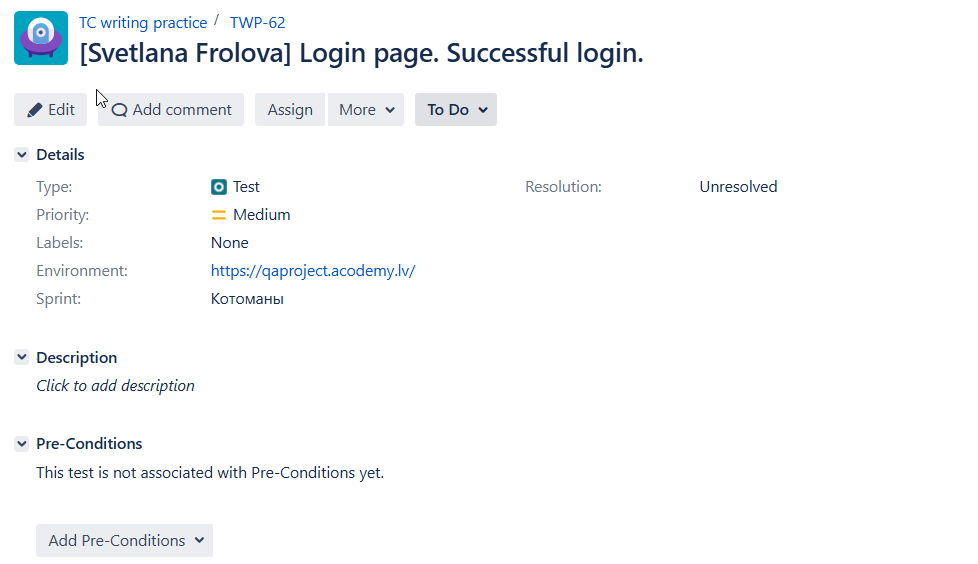 TC writing practice / TWP-62
[Svetlana Frolova] Login page. Successful login.
Edit Add comment Assign More To Do
Details
Type: Test Resolution: Unresolved
Priority: Medium
Labels: None
Environment: https://qaproject.acodemy.lv/
Sprint: Котоманы
Description
Click to add description
Pre-Conditions
This test is not associated with Pre-Conditions yet.
Add Pre-Conditions